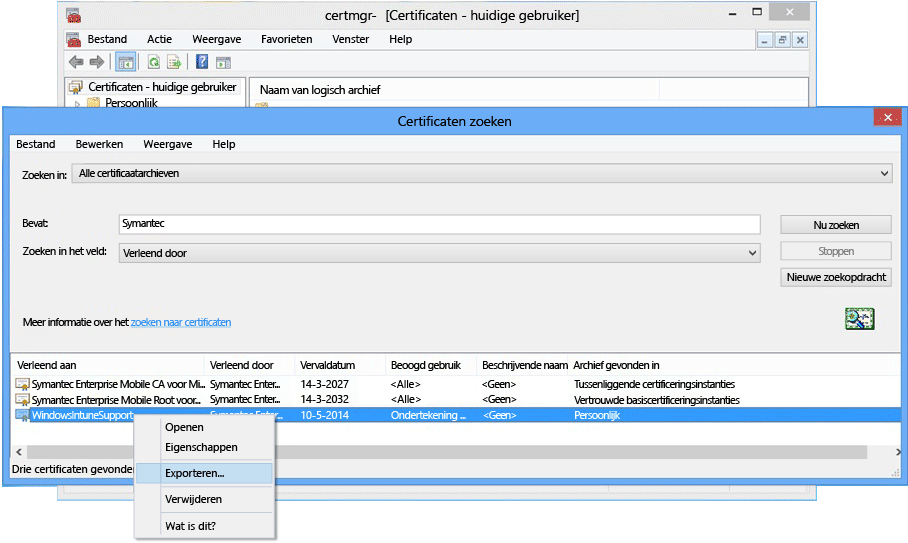 certmgr- [Certificaten - huidige gebruiker]
Bestand Actie Weergave Favorieten Venster Help
Certificaten - huidige gebruiker Naam van logisch archief
Persoonlijk
Certificaten zoeken
Bestand Bewerken Weergave Help
Zoeken in: Alle certificaatarchieven
Bevat: Symantec Nu zoeken
Zoeken in het veld: Verleend door Stoppen
Nieuwe zoekopdracht
Meer informatie over het zoeken naar certificaten
Verleend aan Verleend door Vervaldatum Beoogd gebruik Beschrijvende naam Archief gevonden in
Symantec Enterprise Mobile CA voor Mi... Symantec Enter... 14-3-2027 <Alle> <Geen> Tussenliggende certificeringsinstanties
Symantec Enterprise Mobile Root voor... Symantec Enter... 14-3-2032 <Alle> <Geen> Vertrouwde basiscertificeringsinstanties
WindowsIntuneSupport 10-5-2014 Ondertekening ... <Geen> Persoonlijk
Openen
Eigenschappen
Drie certificaten gevonden
Exporteren...
Verwijderen
Wat is dit?